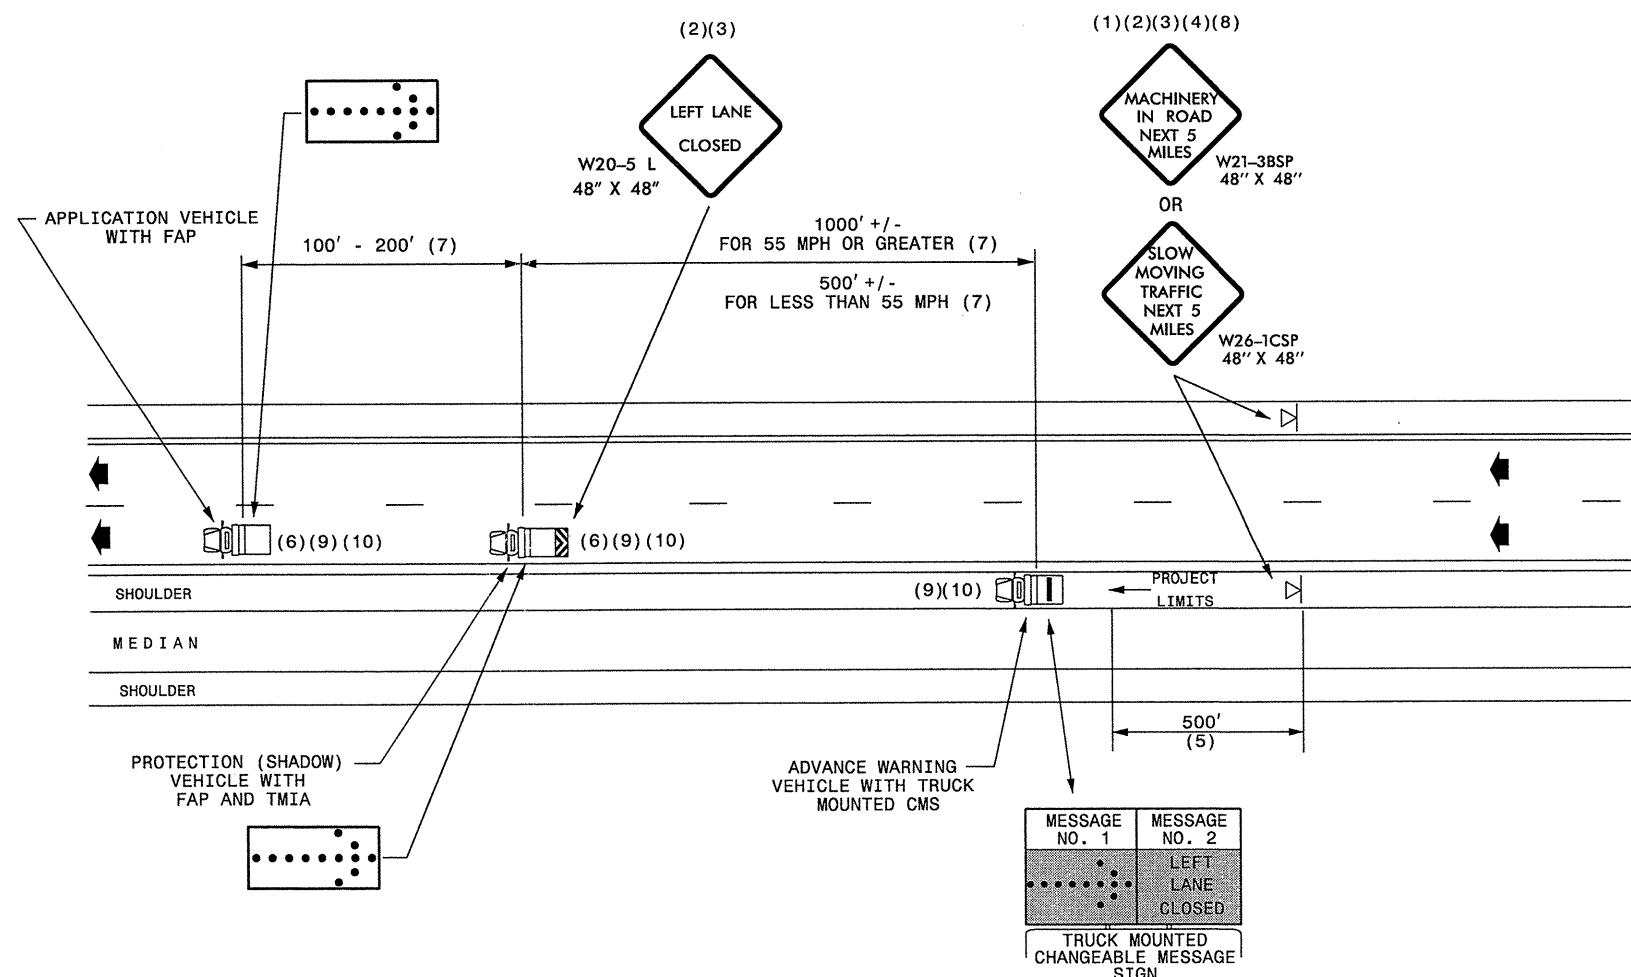 (2)(3)
(1)(2)(3)(4)(8)
LEFT LANE
CLOSED
W20-5 L
48" X 48"
MACHINERY
IN ROAD
NEXT 5
MILES
W21-3BSP
48" X 48"
OR
SLOW
MOVING
TRAFFIC
NEXT 5
MILES
W26-1CSP
48" X 48"
APPLICATION VEHICLE
WITH FAP
100' - 200' (7)
1000' +/-
FOR 55 MPH OR GREATER (7)
500' +/-
FOR LESS THAN 55 MPH (7)
(6)(9)(10)
(6)(9)(10)
SHOULDER
(9)(10)
PROJECT
LIMITS
MEDIAN
SHOULDER
500'
(5)
PROTECTION (SHADOW)
VEHICLE WITH
FAP AND TMIA
ADVANCE WARNING
VEHICLE WITH TRUCK
MOUNTED CMS
MESSAGE
NO. 1
MESSAGE
NO. 2
LEFT
LANE
CLOSED
TRUCK MOUNTED
CHANGEABLE MESSAGE
SIGN